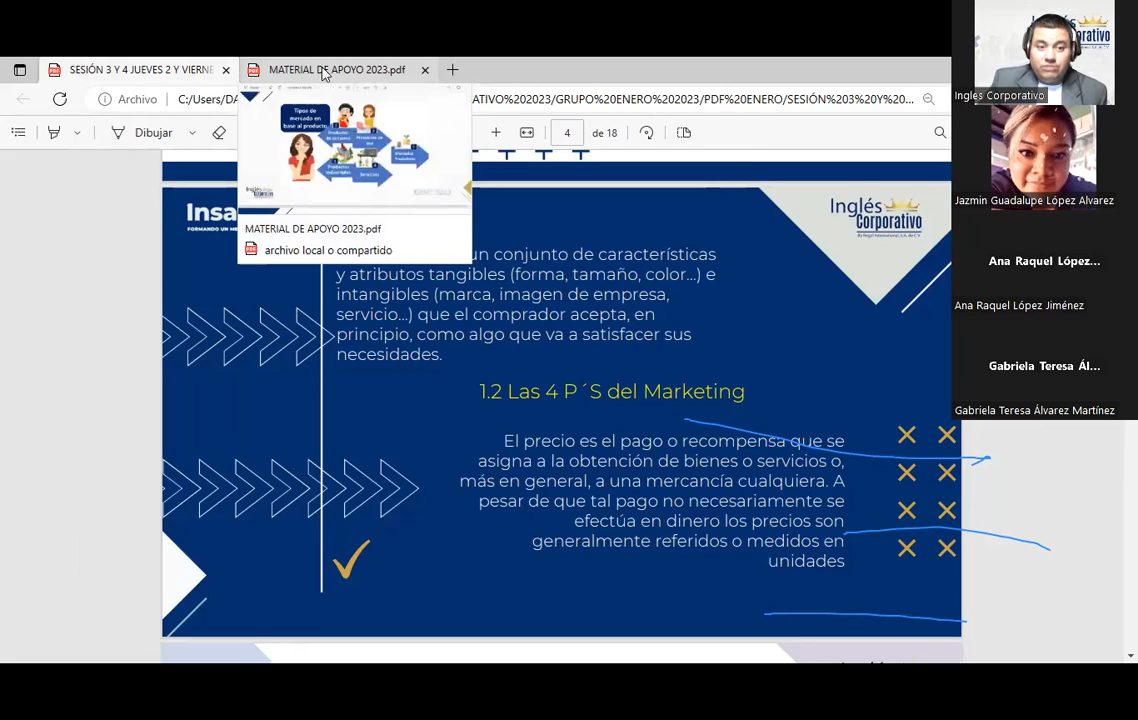 SESIÓN 3 Y 4 JUEVES 2 Y VIERNE
MATERIAL DE APOYO 2023.pdf
Archivo
C:/Users/DA
ATIVO%202023/GRUPO%20ENERO%202023/PDF%20ENERO/SESIÓN%203%20Y%20...
Dibujar
4
de 18
Tipos de
mercado en
base al producto
MATERIAL DE APOYO 2023.pdf
archivo local o compartido
Insa
Inglés
Corporativo
un conjunto de características
y atributos tangibles (forma, tamaño, color...) e
intangibles (marca, imagen de empresa,
servicio...) que el comprador acepta, en
principio, como algo que va a satisfacer sus
necesidades.
1.2 Las 4 P´S del Marketing
El precio es el pago o recompensa que se
asigna a la obtención de bienes o servicios o,
más en general, a una mercancía cualquiera. A
pesar de que tal pago no necesariamente se
efectúa en dinero los precios son
generalmente referidos o medidos en
unidades
Inglés Corporativo
Jazmin Guadalupe López Alvarez
Ana Raquel López...
Ana Raquel López Jiménez
Gabriela Teresa Ál...
Gabriela Teresa Álvarez Martínez